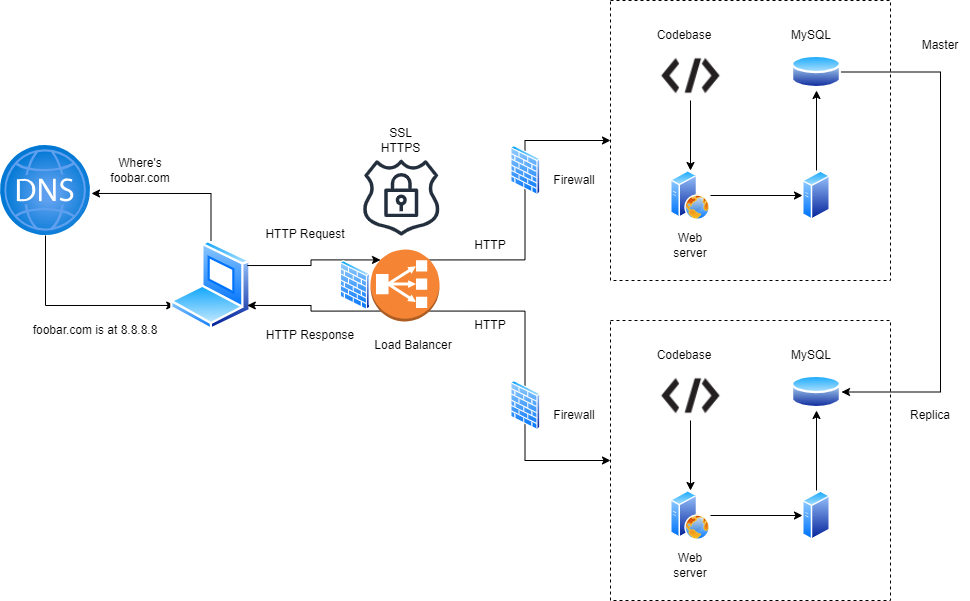 Codebase
MySQL
Master
SSL
HTTPS
Where's
foobar.com
DNS
Firewall
HTTP Request
HTTP
Web
server
foobar.com is at 8.8.8.8
HTTP Response
HTTP
Load Balancer
Codebase
MySQL
Firewall
Replica
Web
server